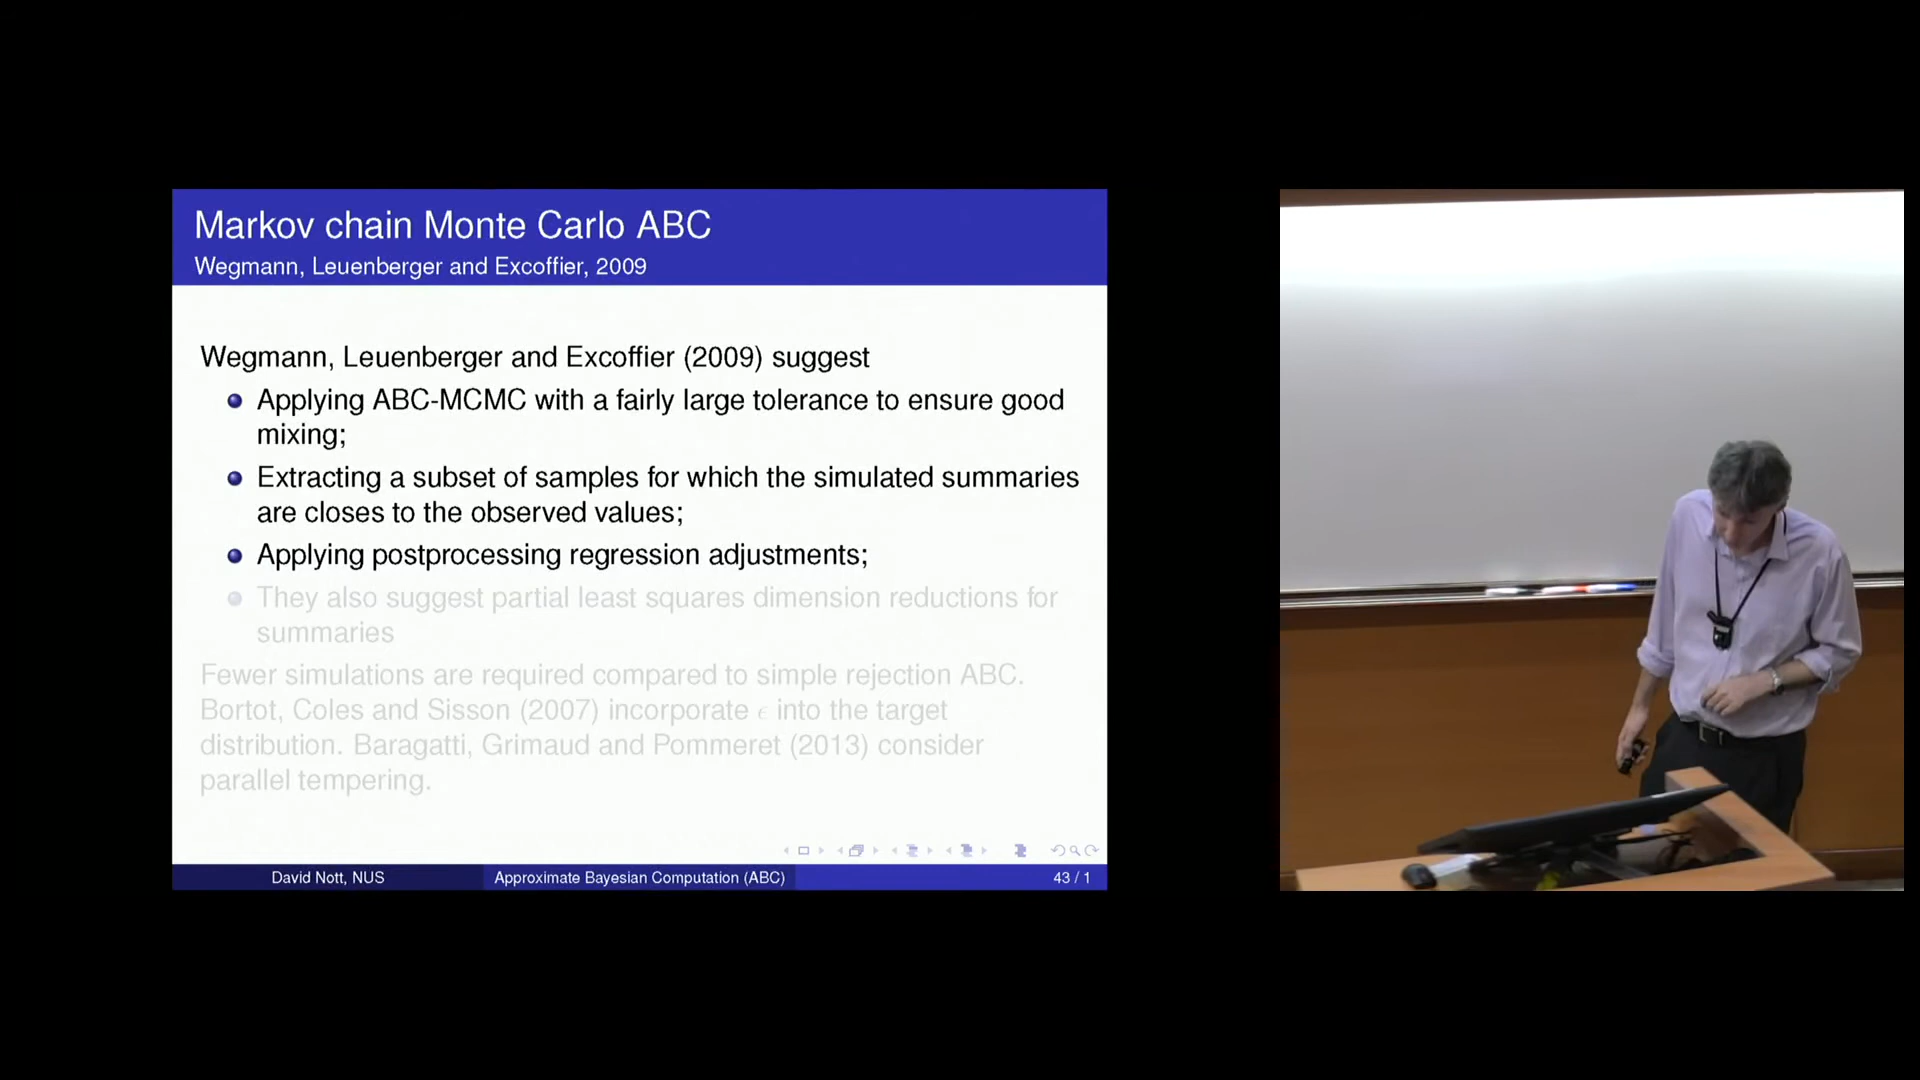 Markov chain Monte Carlo ABC
Wegmann, Leuenberger and Excoffier, 2009
Wegmann, Leuenberger and Excoffier (2009) suggest
Applying ABC-MCMC with a fairly large tolerance to ensure good
mixing;
Extracting a subset of samples for which the simulated summaries
are closes to the observed values;
Applying postprocessing regression adjustments;
They also suggest partial least squares dimension reductions for
summaries
Fewer simulations are required compared to simple rejection ABC.
Bortot, Coles and Sisson (2007) incorporate ϵ into the target
distribution. Baragatti, Grimaud and Pommeret (2013) consider
parallel tempering.
David Nott, NUS
Approximate Bayesian Computation (ABC)
43 / 1